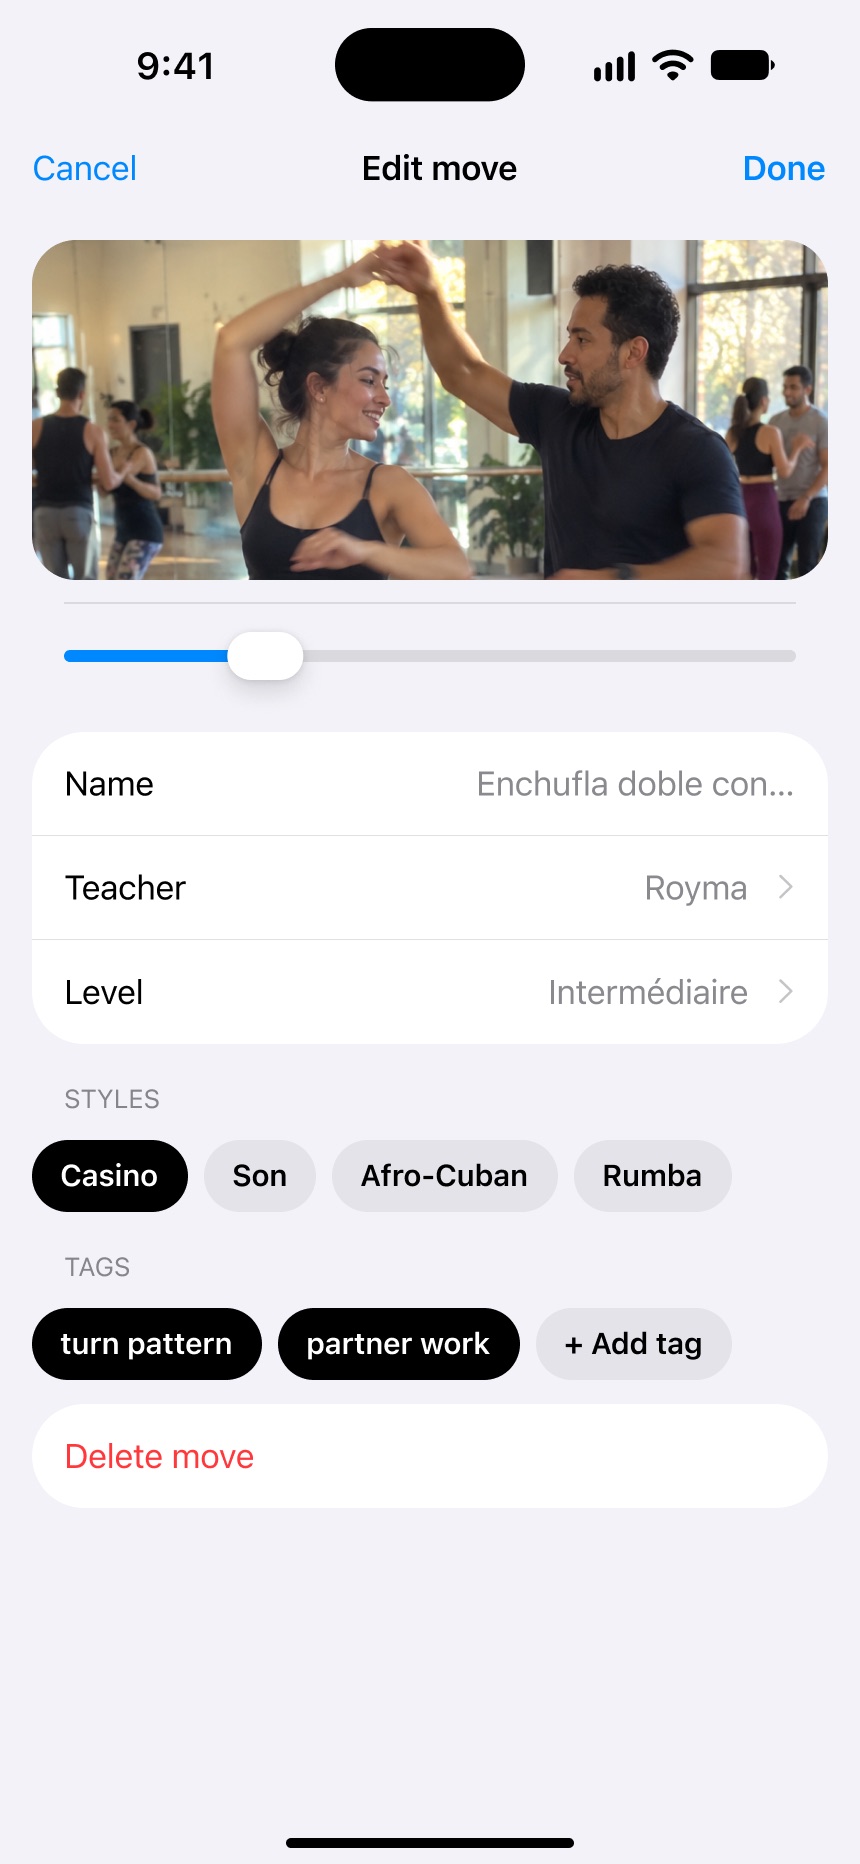 9:41
Cancel Edit move Done
Name Enchufla doble con...
Teacher Royma
Level Intermédiaire
STYLES
Casino Son Afro-Cuban Rumba
TAGS
turn pattern partner work + Add tag
Delete move